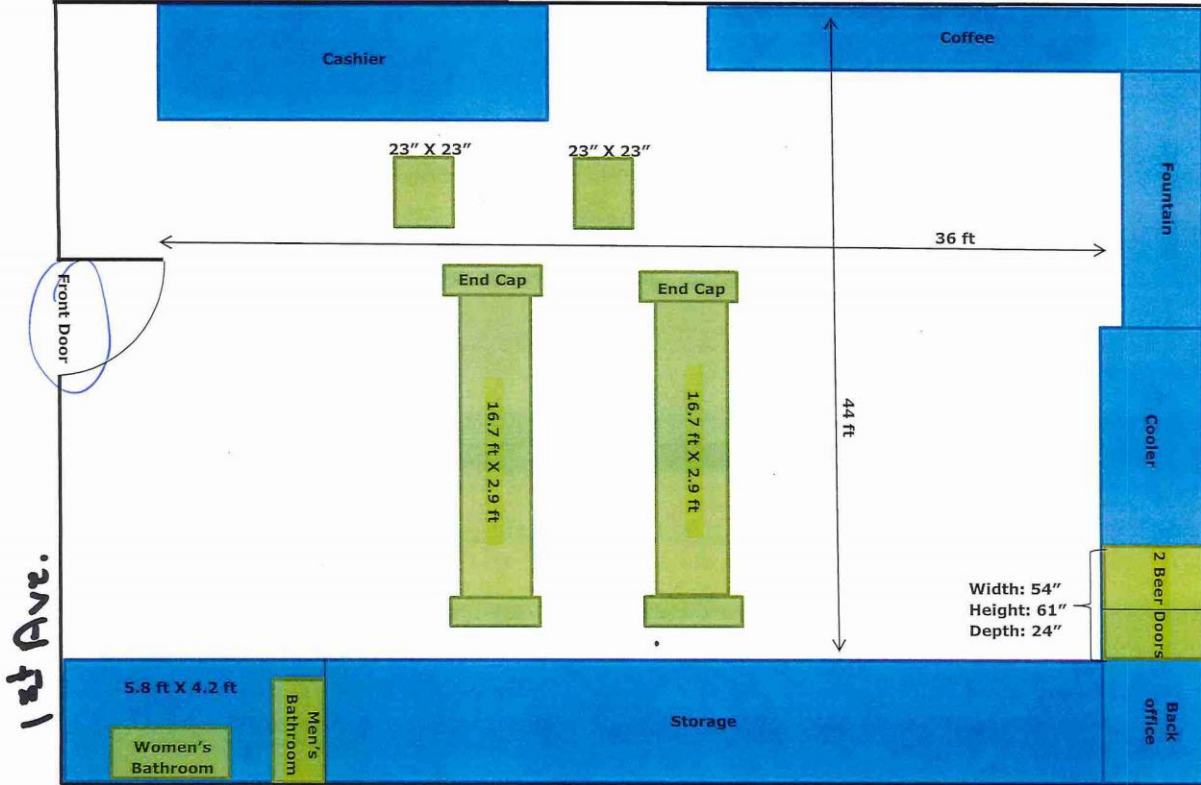 Cashier
Coffee
23” X 23”
23” X 23”
Fountain
36 ft
Front Door
End Cap
End Cap
16.7 ft X 2.9 ft
16.7 ft X 2.9 ft
44 ft
Cooler
2 Beer Doors
Width: 54”
Height: 61”
Depth: 24”
1st Ave.
5.8 ft X 4.2 ft
Women's
Bathroom
Men's
Bathroom
Storage
Back
office